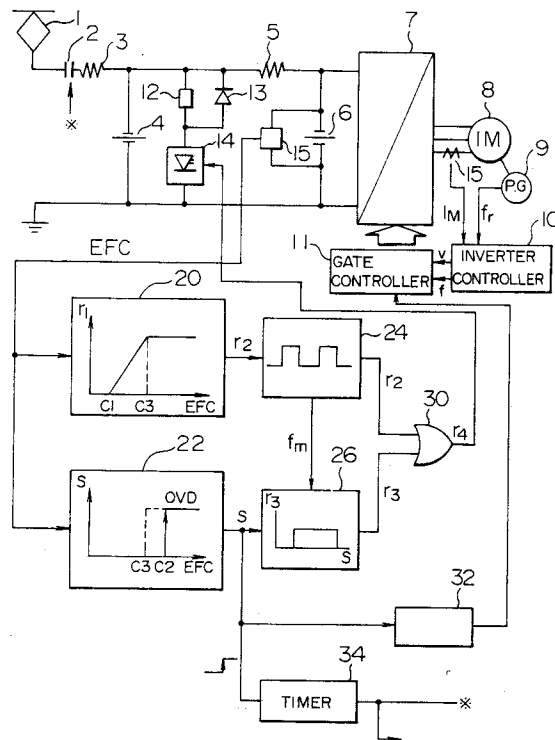 1
2
3
5
7
12
13
4
14
15
6
8
IM
15
9
P.G
IM
fr
10
11
EFC
GATE
CONTROLLER
v
f
INVERTER
CONTROLLER
20
r1
C1
C3
EFC
r2
24
r2
30
r4
fm
22
S
OVD
C3
C2
EFC
S
26
r3
S
r3
32
34
TIMER
※
※